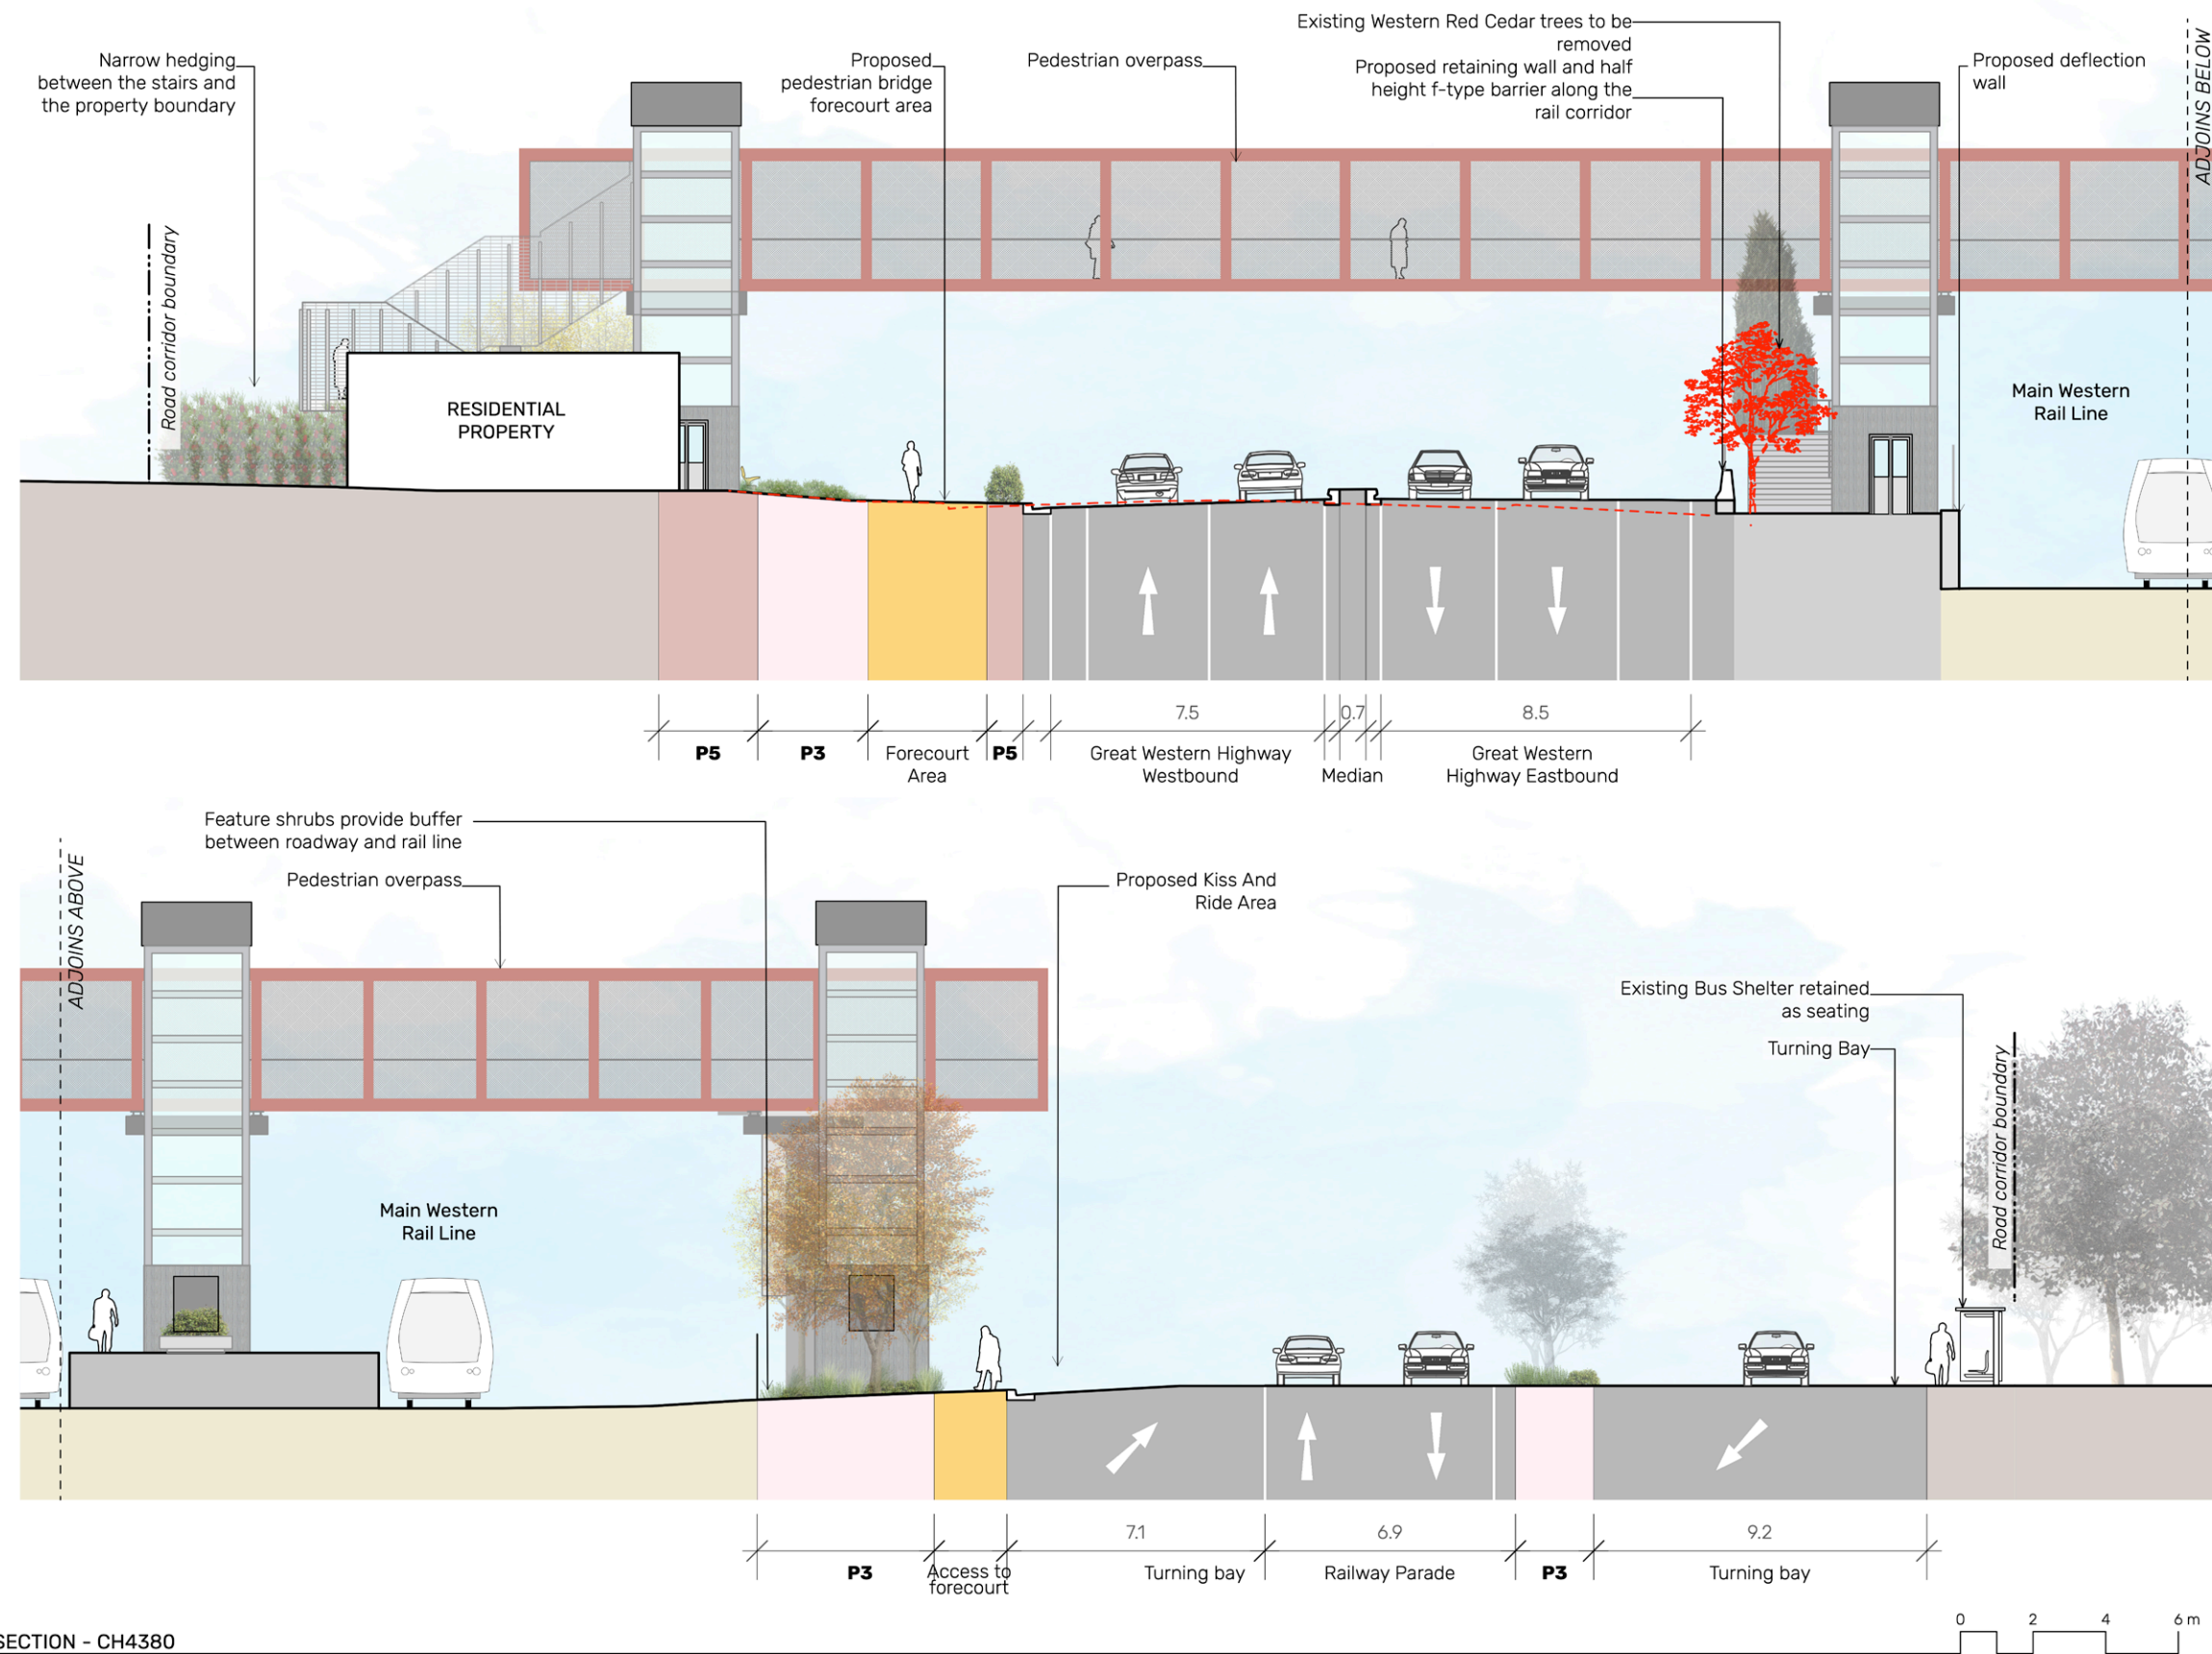 Existing Western Red Cedar trees to be
removed
Narrow hedging
between the stairs and
the property boundary
Proposed
pedestrian bridge
forecourt area
Pedestrian overpass
Proposed retaining wall and half
height f-type barrier along the
rail corridor
Proposed deflection
wall
ADJOINS BELOW
Road corridor boundary
RESIDENTIAL
PROPERTY
Main Western
Rail Line
7.5
0.7
8.5
P5
P3
Forecourt
Area
P5
Great Western Highway
Westbound
Median
Great Western
Highway Eastbound
Feature shrubs provide buffer
between roadway and rail line
Pedestrian overpass
ADJOINS ABOVE
Proposed Kiss And
Ride Area
Existing Bus Shelter retained
as seating
Turning Bay
Road corridor boundary
Main Western
Rail Line
7.1
6.9
9.2
P3
Access to
forecourt
Turning bay
Railway Parade
P3
Turning bay
0 2 4 6 m
SECTION - CH4380